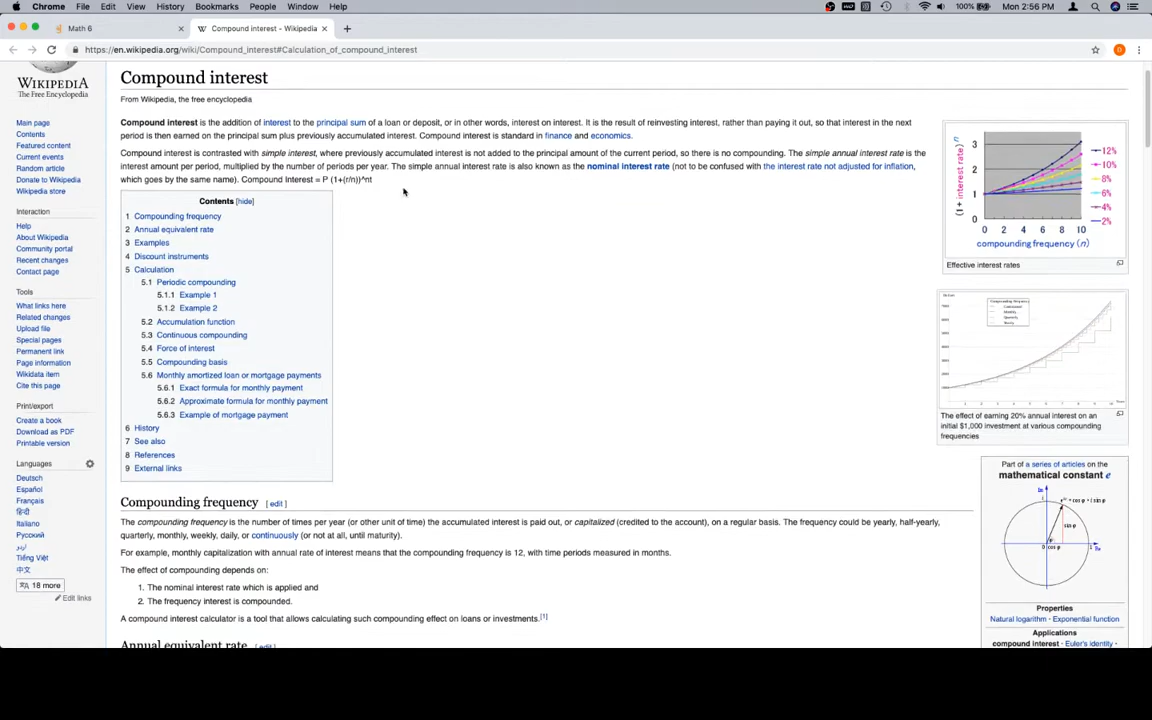 Chrome File Edit View History Bookmarks People Window Help 100% Mon 2:56 PM
Math 6 Compound interest - Wikipedia
https://en.wikipedia.org/wiki/Compound_interest#Calculation_of_compound_interest
WIKIPEDIA
The Free Encyclopedia
Main page
Contents
Featured content
Current events
Random article
Donate to Wikipedia
Wikipedia store
Interaction
Help
About Wikipedia
Community portal
Recent changes
Contact page
Tools
What links here
Related changes
Upload file
Special pages
Permanent link
Page information
Wikidata item
Cite this page
Print/export
Create a book
Download as PDF
Printable version
Languages
Deutsch
Español
Français
हिन्दी
Italiano
Русский
اردو
Tiếng Việt
中文
18 more
Edit links
Compound interest
From Wikipedia, the free encyclopedia
Compound interest is the addition of interest to the principal sum of a loan or deposit, or in other words, interest on interest. It is the result of reinvesting interest, rather than paying it out, so that interest in the next
period is then earned on the principal sum plus previously accumulated interest. Compound interest is standard in finance and economics.
Compound interest is contrasted with simple interest, where previously accumulated interest is not added to the principal amount of the current period, so there is no compounding. The simple annual interest rate is the
interest amount per period, multiplied by the number of periods per year. The simple annual interest rate is also known as the nominal interest rate (not to be confused with the interest rate not adjusted for inflation,
which goes by the same name). Compound Interest = P (1+(r/n))^nt
Contents [hide]
1 Compounding frequency
2 Annual equivalent rate
3 Examples
4 Discount instruments
5 Calculation
5.1 Periodic compounding
5.1.1 Example 1
5.1.2 Example 2
5.2 Accumulation function
5.3 Continuous compounding
5.4 Force of interest
5.5 Compounding basis
5.6 Monthly amortized loan or mortgage payments
5.6.1 Exact formula for monthly payment
5.6.2 Approximate formula for monthly payment
5.6.3 Example of mortgage payment
6 History
7 See also
8 References
9 External links
Compounding frequency [ edit ]
The compounding frequency is the number of times per year (or other unit of time) the accumulated interest is paid out, or capitalized (credited to the account), on a regular basis. The frequency could be yearly, half-yearly,
quarterly, monthly, weekly, daily, or continuously (or not at all, until maturity).
For example, monthly capitalization with annual rate of interest means that the compounding frequency is 12, with time periods measured in months.
The effect of compounding depends on:
1. The nominal interest rate which is applied and
2. The frequency interest is compounded.
A compound interest calculator is a tool that allows calculating such compounding effect on loans or investments.[1]
Annual equivalent rate [ edit ]
(1 + interest rate)ⁿ
3
2
1
0
0 2 4 6 8 10
12%
10%
8%
6%
4%
2%
compounding frequency (n)
Effective interest rates
The effect of earning 20% annual interest on an
initial $1,000 investment at various compounding
frequencies
Part of a series of articles on the
mathematical constant e
Properties
Natural logarithm · Exponential function
Applications
compound interest · Euler's identity ·